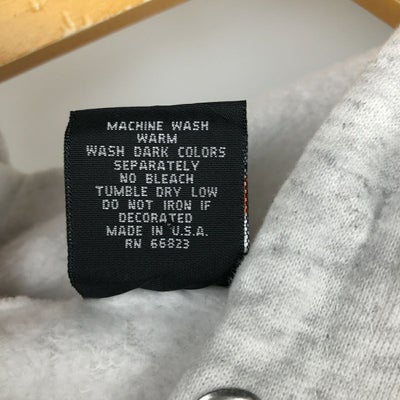 MACHINE WASH
WARM
WASH DARK COLORS
SEPARATELY
NO BLEACH
TUMBLE DRY LOW
DO NOT IRON IF
DECORATED
MADE IN U.S.A.
RN 66823